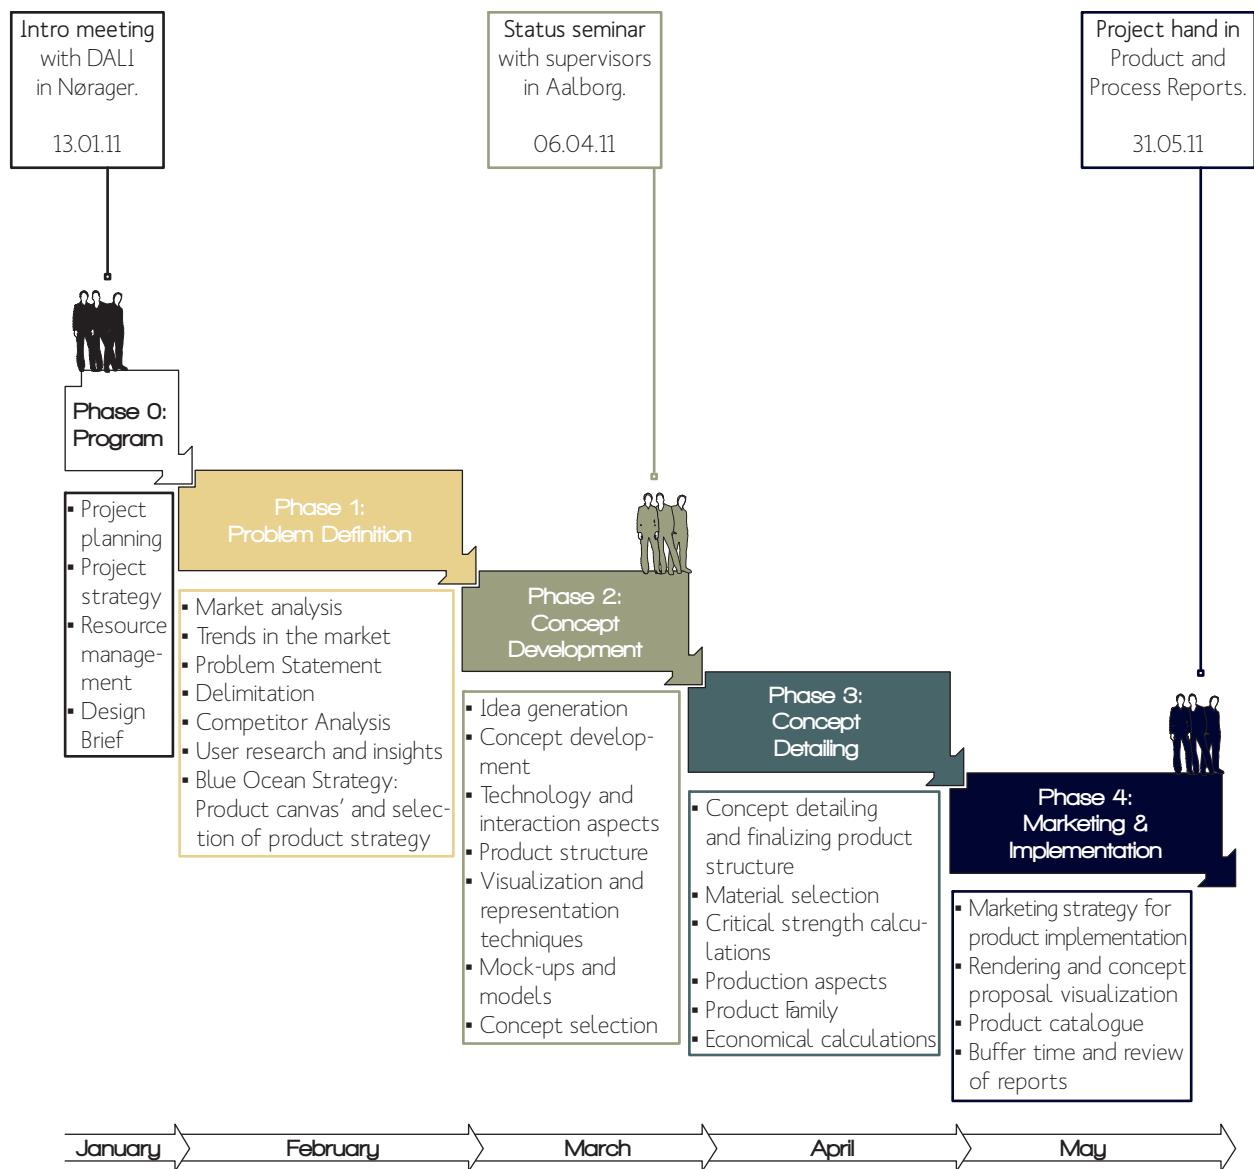 Intro meeting
with DALI
in Nørager.
13.01.11
Status seminar
with supervisors
in Aalborg.
06.04.11
Project hand in
Product and
Process Reports.
31.05.11
Phase 0:
Program
▪ Project
planning
▪ Project
strategy
▪ Resource
manage-
ment
▪ Design
Brief
Phase 1:
Problem Definition
▪ Market analysis
▪ Trends in the market
▪ Problem Statement
▪ Delimitation
▪ Competitor Analysis
▪ User research and insights
▪ Blue Ocean Strategy:
Product canvas’ and selec-
tion of product strategy
Phase 2:
Concept
Development
▪ Idea generation
▪ Concept develop-
ment
▪ Technology and
interaction aspects
▪ Product structure
▪ Visualization and
representation
techniques
▪ Mock-ups and
models
▪ Concept selection
Phase 3:
Concept
Detailing
▪ Concept detailing
and finalizing product
structure
▪ Material selection
▪ Critical strength calcu-
lations
▪ Production aspects
▪ Product Family
▪ Economical calculations
Phase 4:
Marketing &
Implementation
▪ Marketing strategy for
product implementation
▪ Rendering and concept
proposal visualization
▪ Product catalogue
▪ Buffer time and review
of reports
January
February
March
April
May